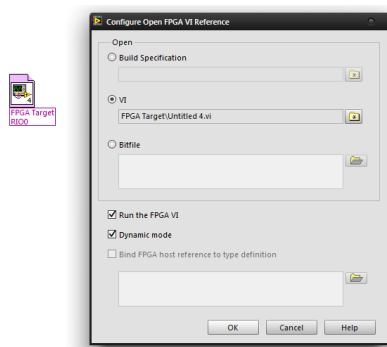 Configure Open FPGA VI Reference
Open
Build Specification
VI
FPGA Target\Untitled 4.vi
Bitfile
Run the FPGA VI
Dynamic mode
Bind FPGA host reference to type definition
OK
Cancel
Help
4
FPGA Target
RIO0